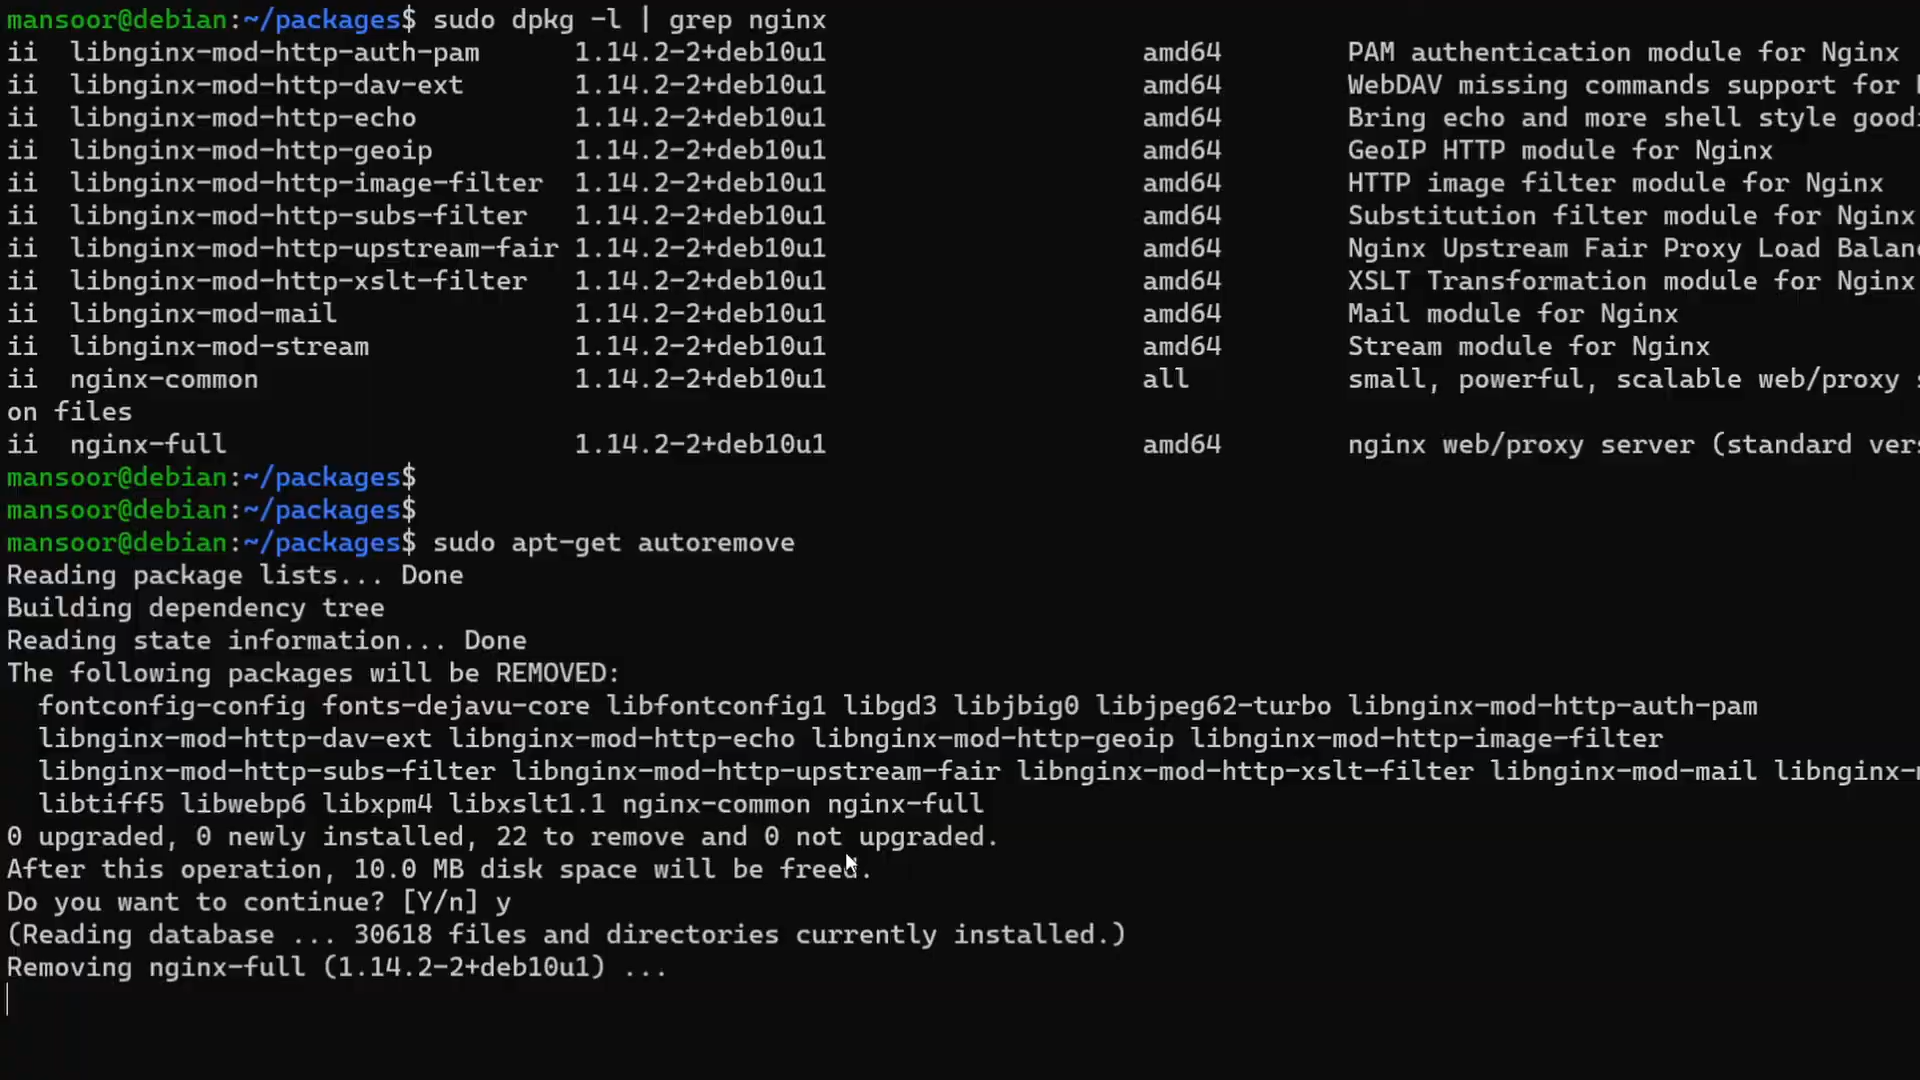 mansoor@debian:~/packages$ sudo dpkg -l | grep nginx
ii  libnginx-mod-http-auth-pam      1.14.2-2+deb10u1                    amd64        PAM authentication module for Nginx
ii  libnginx-mod-http-dav-ext       1.14.2-2+deb10u1                    amd64        WebDAV missing commands support for
ii  libnginx-mod-http-echo          1.14.2-2+deb10u1                    amd64        Bring echo and more shell style good
ii  libnginx-mod-http-geoip         1.14.2-2+deb10u1                    amd64        GeoIP HTTP module for Nginx
ii  libnginx-mod-http-image-filter  1.14.2-2+deb10u1                    amd64        HTTP image filter module for Nginx
ii  libnginx-mod-http-subs-filter   1.14.2-2+deb10u1                    amd64        Substitution filter module for Nginx
ii  libnginx-mod-http-upstream-fair 1.14.2-2+deb10u1                    amd64        Nginx Upstream Fair Proxy Load Balan
ii  libnginx-mod-http-xslt-filter   1.14.2-2+deb10u1                    amd64        XSLT Transformation module for Nginx
ii  libnginx-mod-mail               1.14.2-2+deb10u1                    amd64        Mail module for Nginx
ii  libnginx-mod-stream             1.14.2-2+deb10u1                    amd64        Stream module for Nginx
ii  nginx-common                    1.14.2-2+deb10u1                    all          small, powerful, scalable web/proxy
on files
ii  nginx-full                      1.14.2-2+deb10u1                    amd64        nginx web/proxy server (standard vers
mansoor@debian:~/packages$
mansoor@debian:~/packages$
mansoor@debian:~/packages$ sudo apt-get autoremove
Reading package lists... Done
Building dependency tree
Reading state information... Done
The following packages will be REMOVED:
  fontconfig-config fonts-dejavu-core libfontconfig1 libgd3 libjbig0 libjpeg62-turbo libnginx-mod-http-auth-pam
  libnginx-mod-http-dav-ext libnginx-mod-http-echo libnginx-mod-http-geoip libnginx-mod-http-image-filter
  libnginx-mod-http-subs-filter libnginx-mod-http-upstream-fair libnginx-mod-http-xslt-filter libnginx-mod-mail libnginx-
  libtiff5 libwebp6 libxpm4 libxslt1.1 nginx-common nginx-full
0 upgraded, 0 newly installed, 22 to remove and 0 not upgraded.
After this operation, 10.0 MB disk space will be freed.
Do you want to continue? [Y/n] y
(Reading database ... 30618 files and directories currently installed.)
Removing nginx-full (1.14.2-2+deb10u1) ...